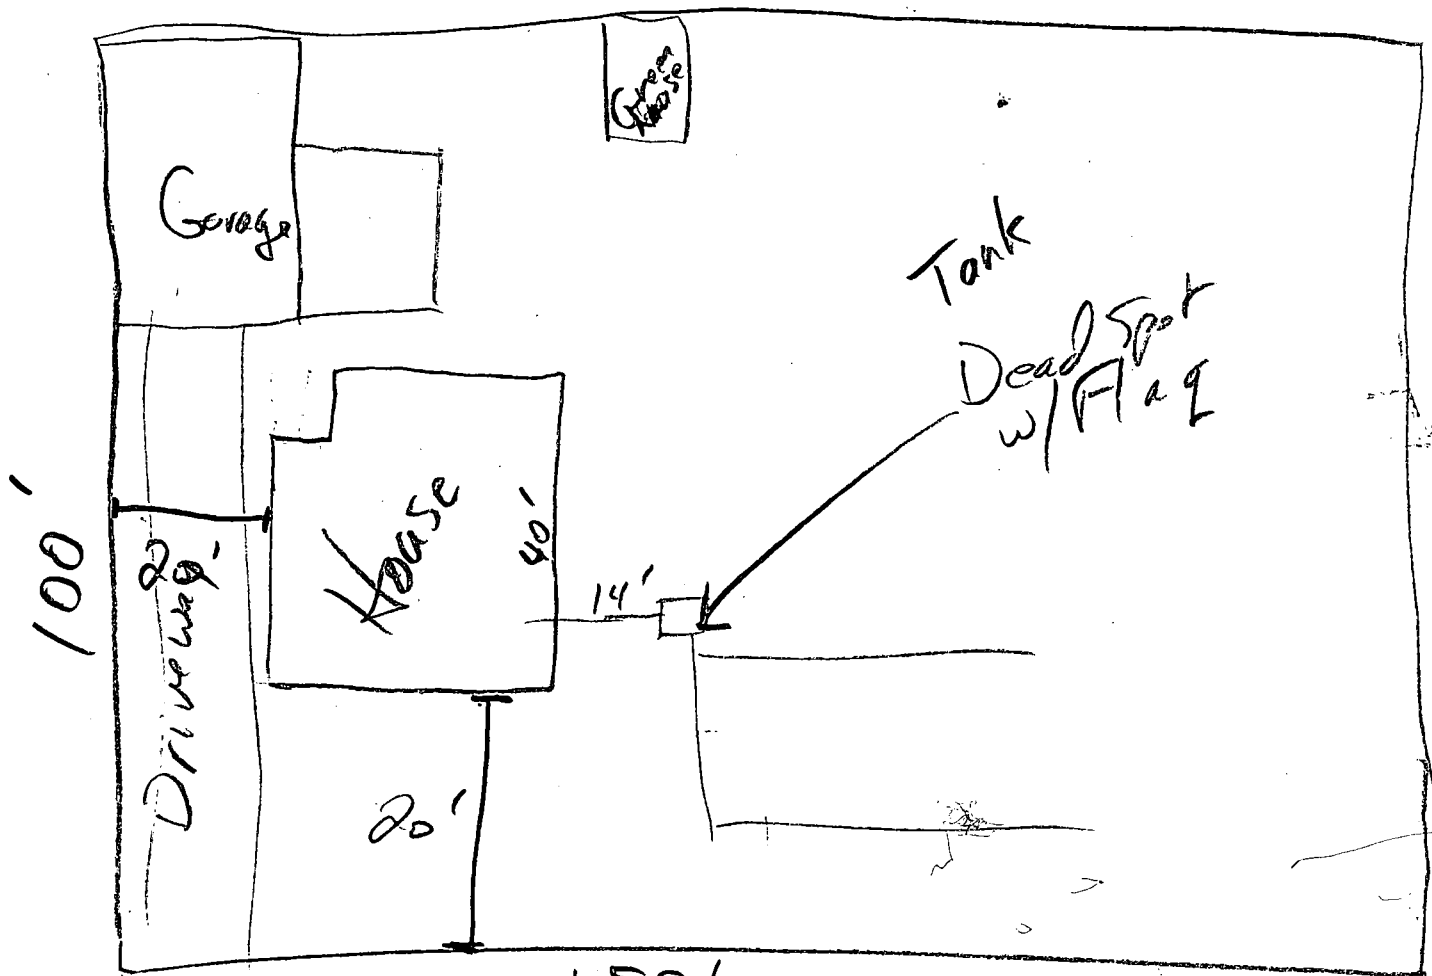 Green
house
Garage
Tank
Dead Spot
w/ Flag
100'
20'
House
40'
14'
Driveway
20'